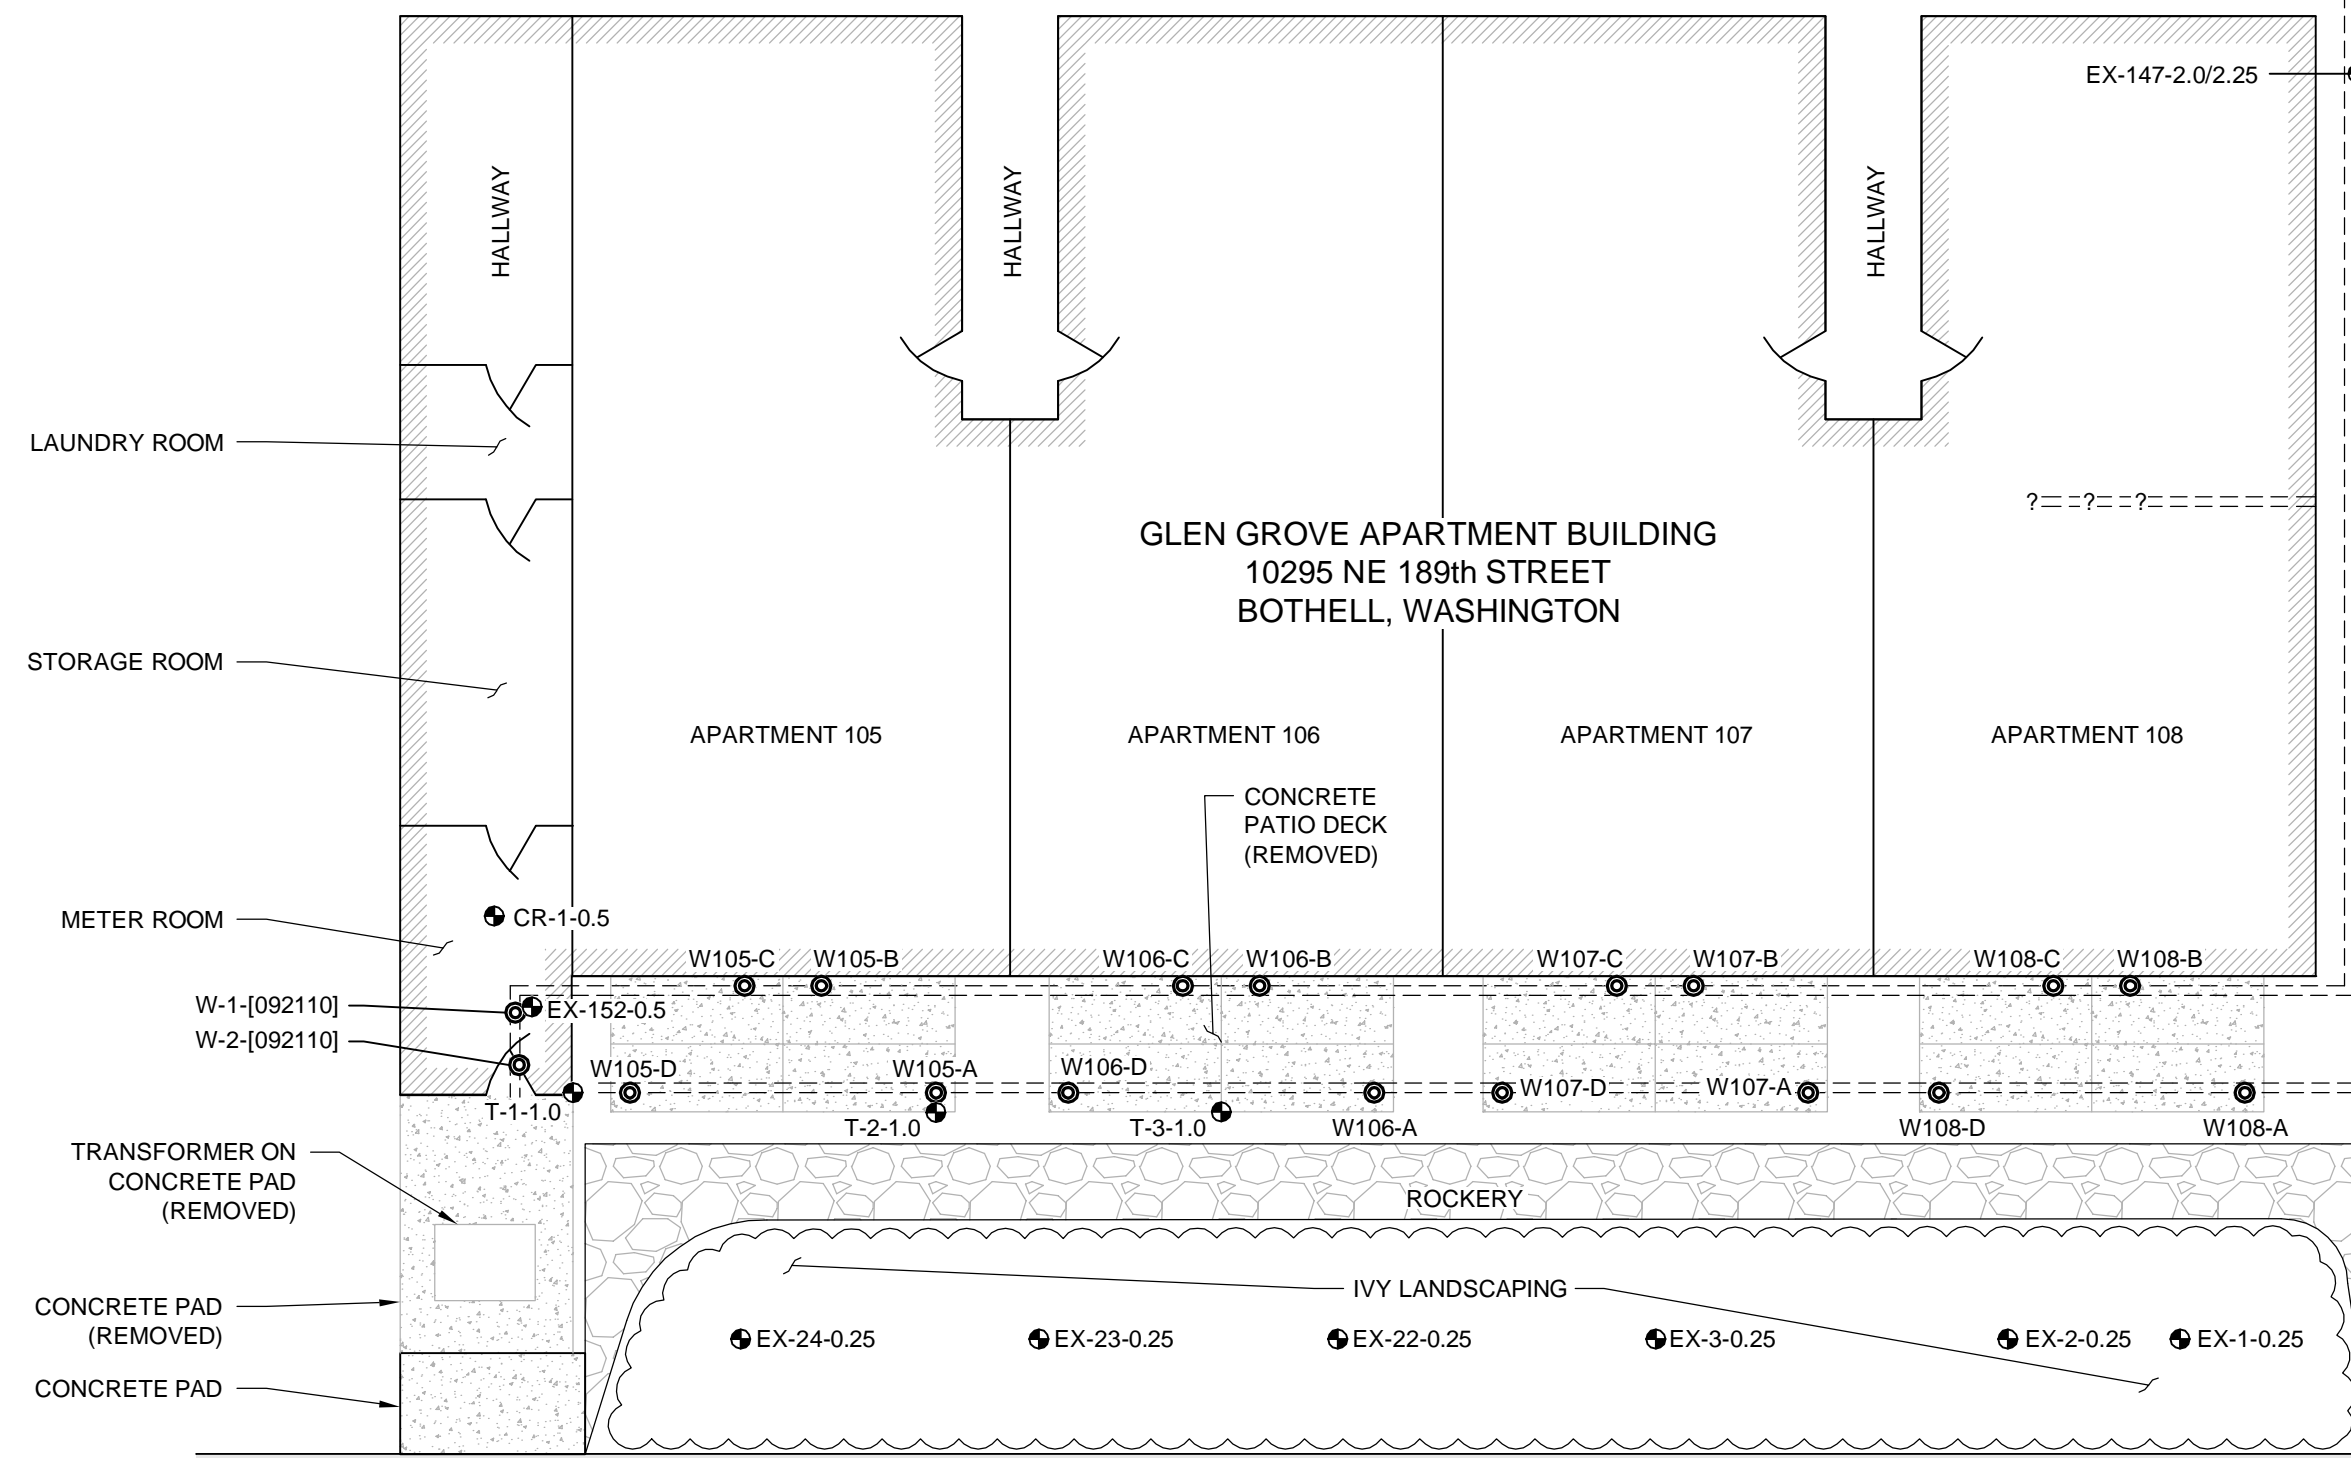 EX-147-2.0/2.25
HALLWAY
HALLWAY
HALLWAY
LAUNDRY ROOM
? ? ?
GLEN GROVE APARTMENT BUILDING
10295 NE 189th STREET
BOTHELL, WASHINGTON
STORAGE ROOM
APARTMENT 105
APARTMENT 106
APARTMENT 107
APARTMENT 108
CONCRETE
PATIO DECK
(REMOVED)
METER ROOM
CR-1-0.5
W105-C
W105-B
W106-C
W106-B
W107-C
W107-B
W108-C
W108-B
W-1-[092110]
EX-152-0.5
W-2-[092110]
W105-D
W105-A
W106-D
W107-D
W107-A
T-1-1.0
T-2-1.0
T-3-1.0
W106-A
W108-D
W108-A
TRANSFORMER ON
CONCRETE PAD
(REMOVED)
ROCKERY
IVY LANDSCAPING
CONCRETE PAD
(REMOVED)
EX-24-0.25
EX-23-0.25
EX-22-0.25
EX-3-0.25
EX-2-0.25
EX-1-0.25
CONCRETE PAD